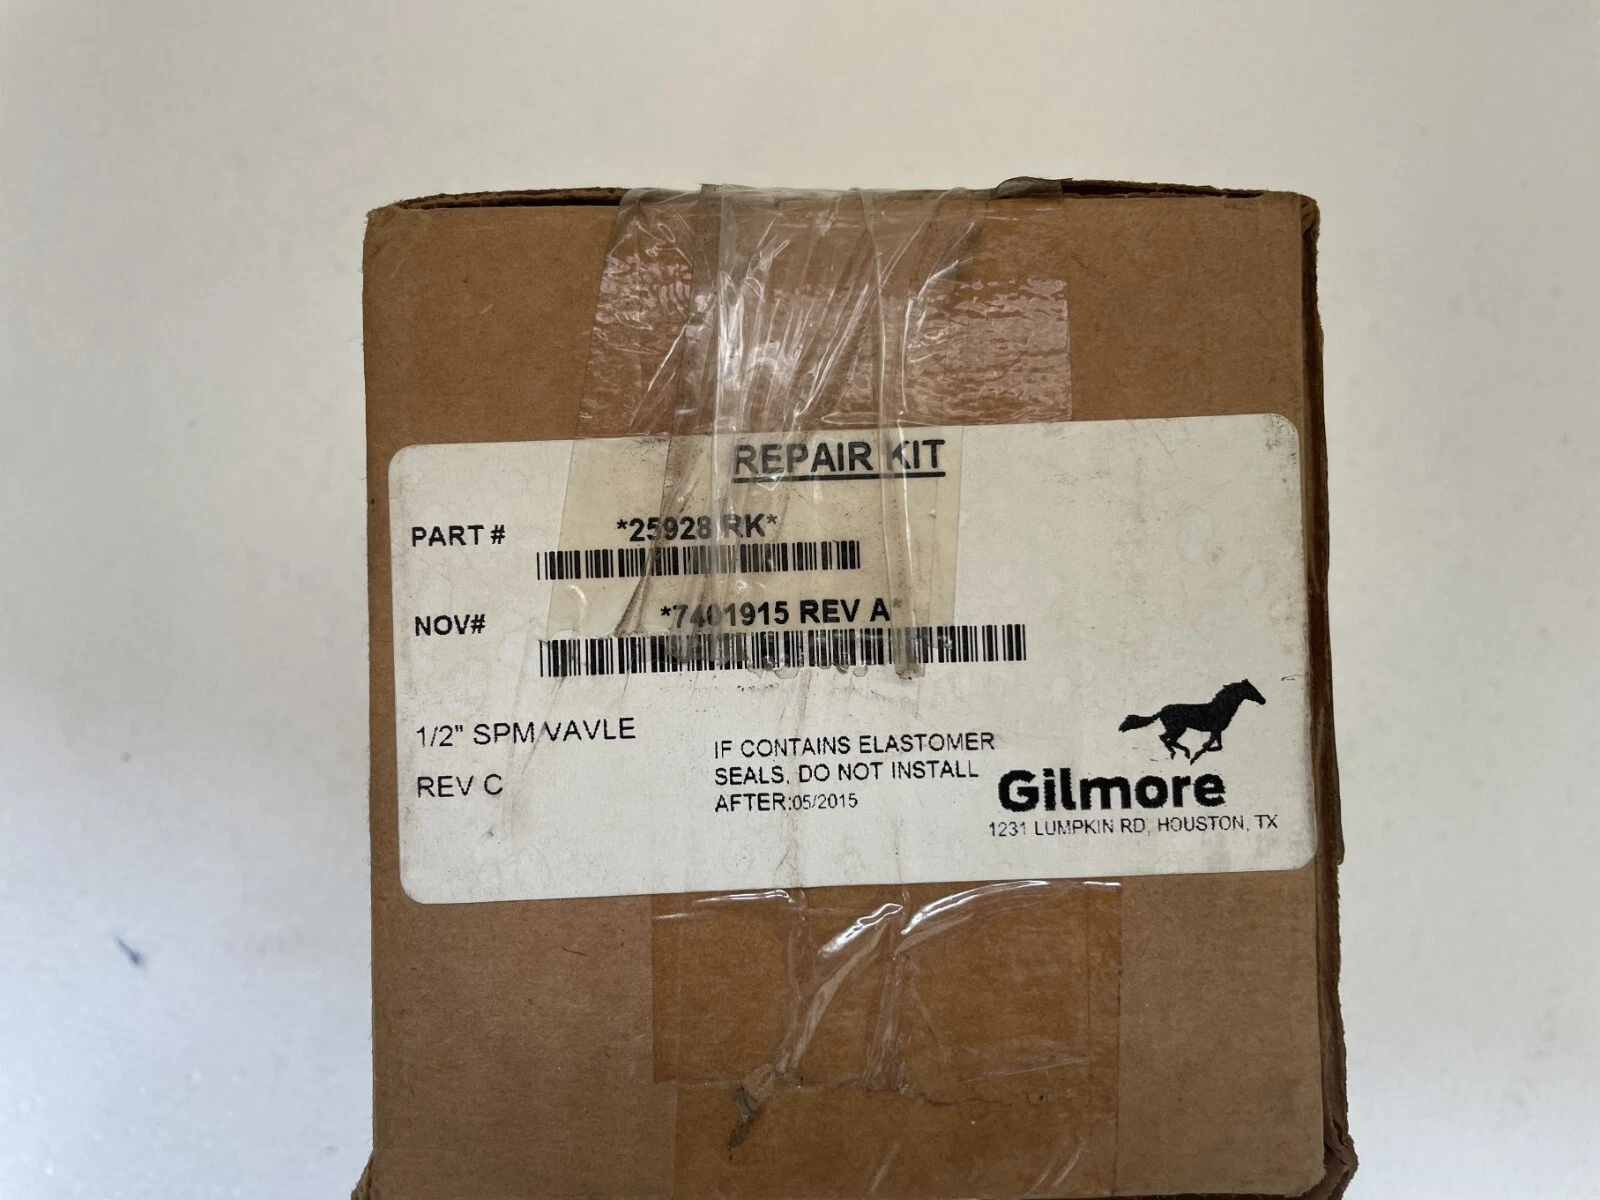 REPAIR KIT
PART # *25928 RK*
NOV# *7401915 REV A*
1/2" SPM VAVLE
REV C
IF CONTAINS ELASTOMER
SEALS, DO NOT INSTALL
AFTER:05/2015
Gilmore
1231 LUMPKIN RD, HOUSTON, TX